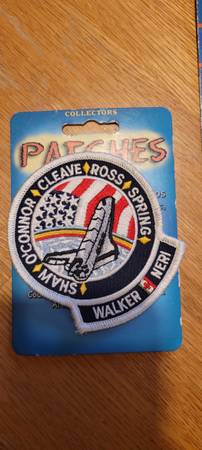 COLLECTORS
PATCHES
SHAW O'CONNOR CLEAVE ROSS SPRING
WALKER NERI